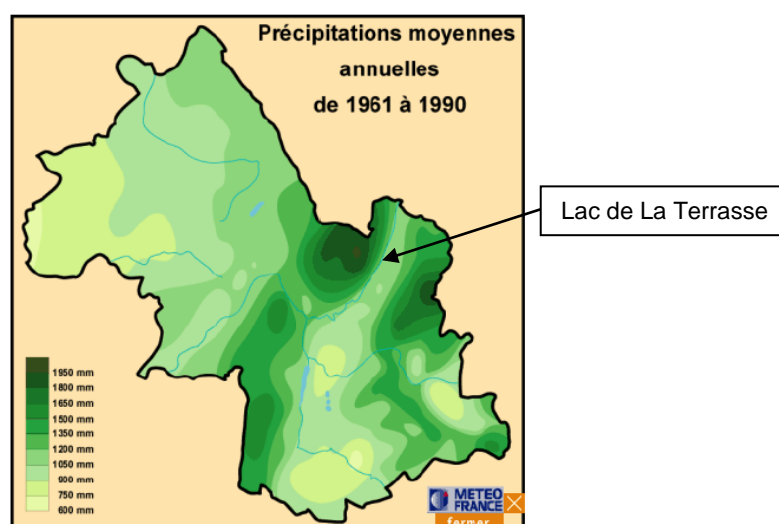 Précipitations moyennes
annuelles
de 1961 à 1990
Lac de La Terrasse
1950 mm
1800 mm
1650 mm
1500 mm
1350 mm
1200 mm
1050 mm
900 mm
750 mm
600 mm
METEO
FRANCE
fermer